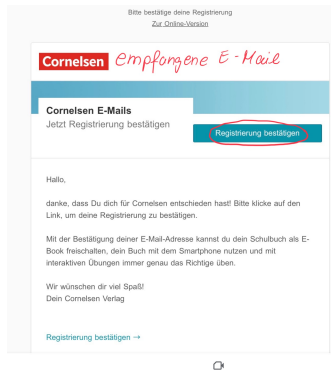 Bitte bestätige deine Registrierung
Zur Online-Version
Cornelsen empfangene E-Mail
Cornelsen E-Mails
Jetzt Registrierung bestätigen
Registrierung bestätigen
Hallo,
danke, dass Du dich für Cornelsen entschieden hast! Bitte klicke auf den
Link, um deine Registrierung zu bestätigen.
Mit der Bestätigung deiner E-Mail-Adresse kannst du dein Schulbuch als E-
Book freischalten, dein Buch mit dem Smartphone nutzen und mit
interaktiven Übungen immer genau das Richtige üben.
Wir wünschen dir viel Spaß!
Dein Cornelsen Verlag
Registrierung bestätigen →